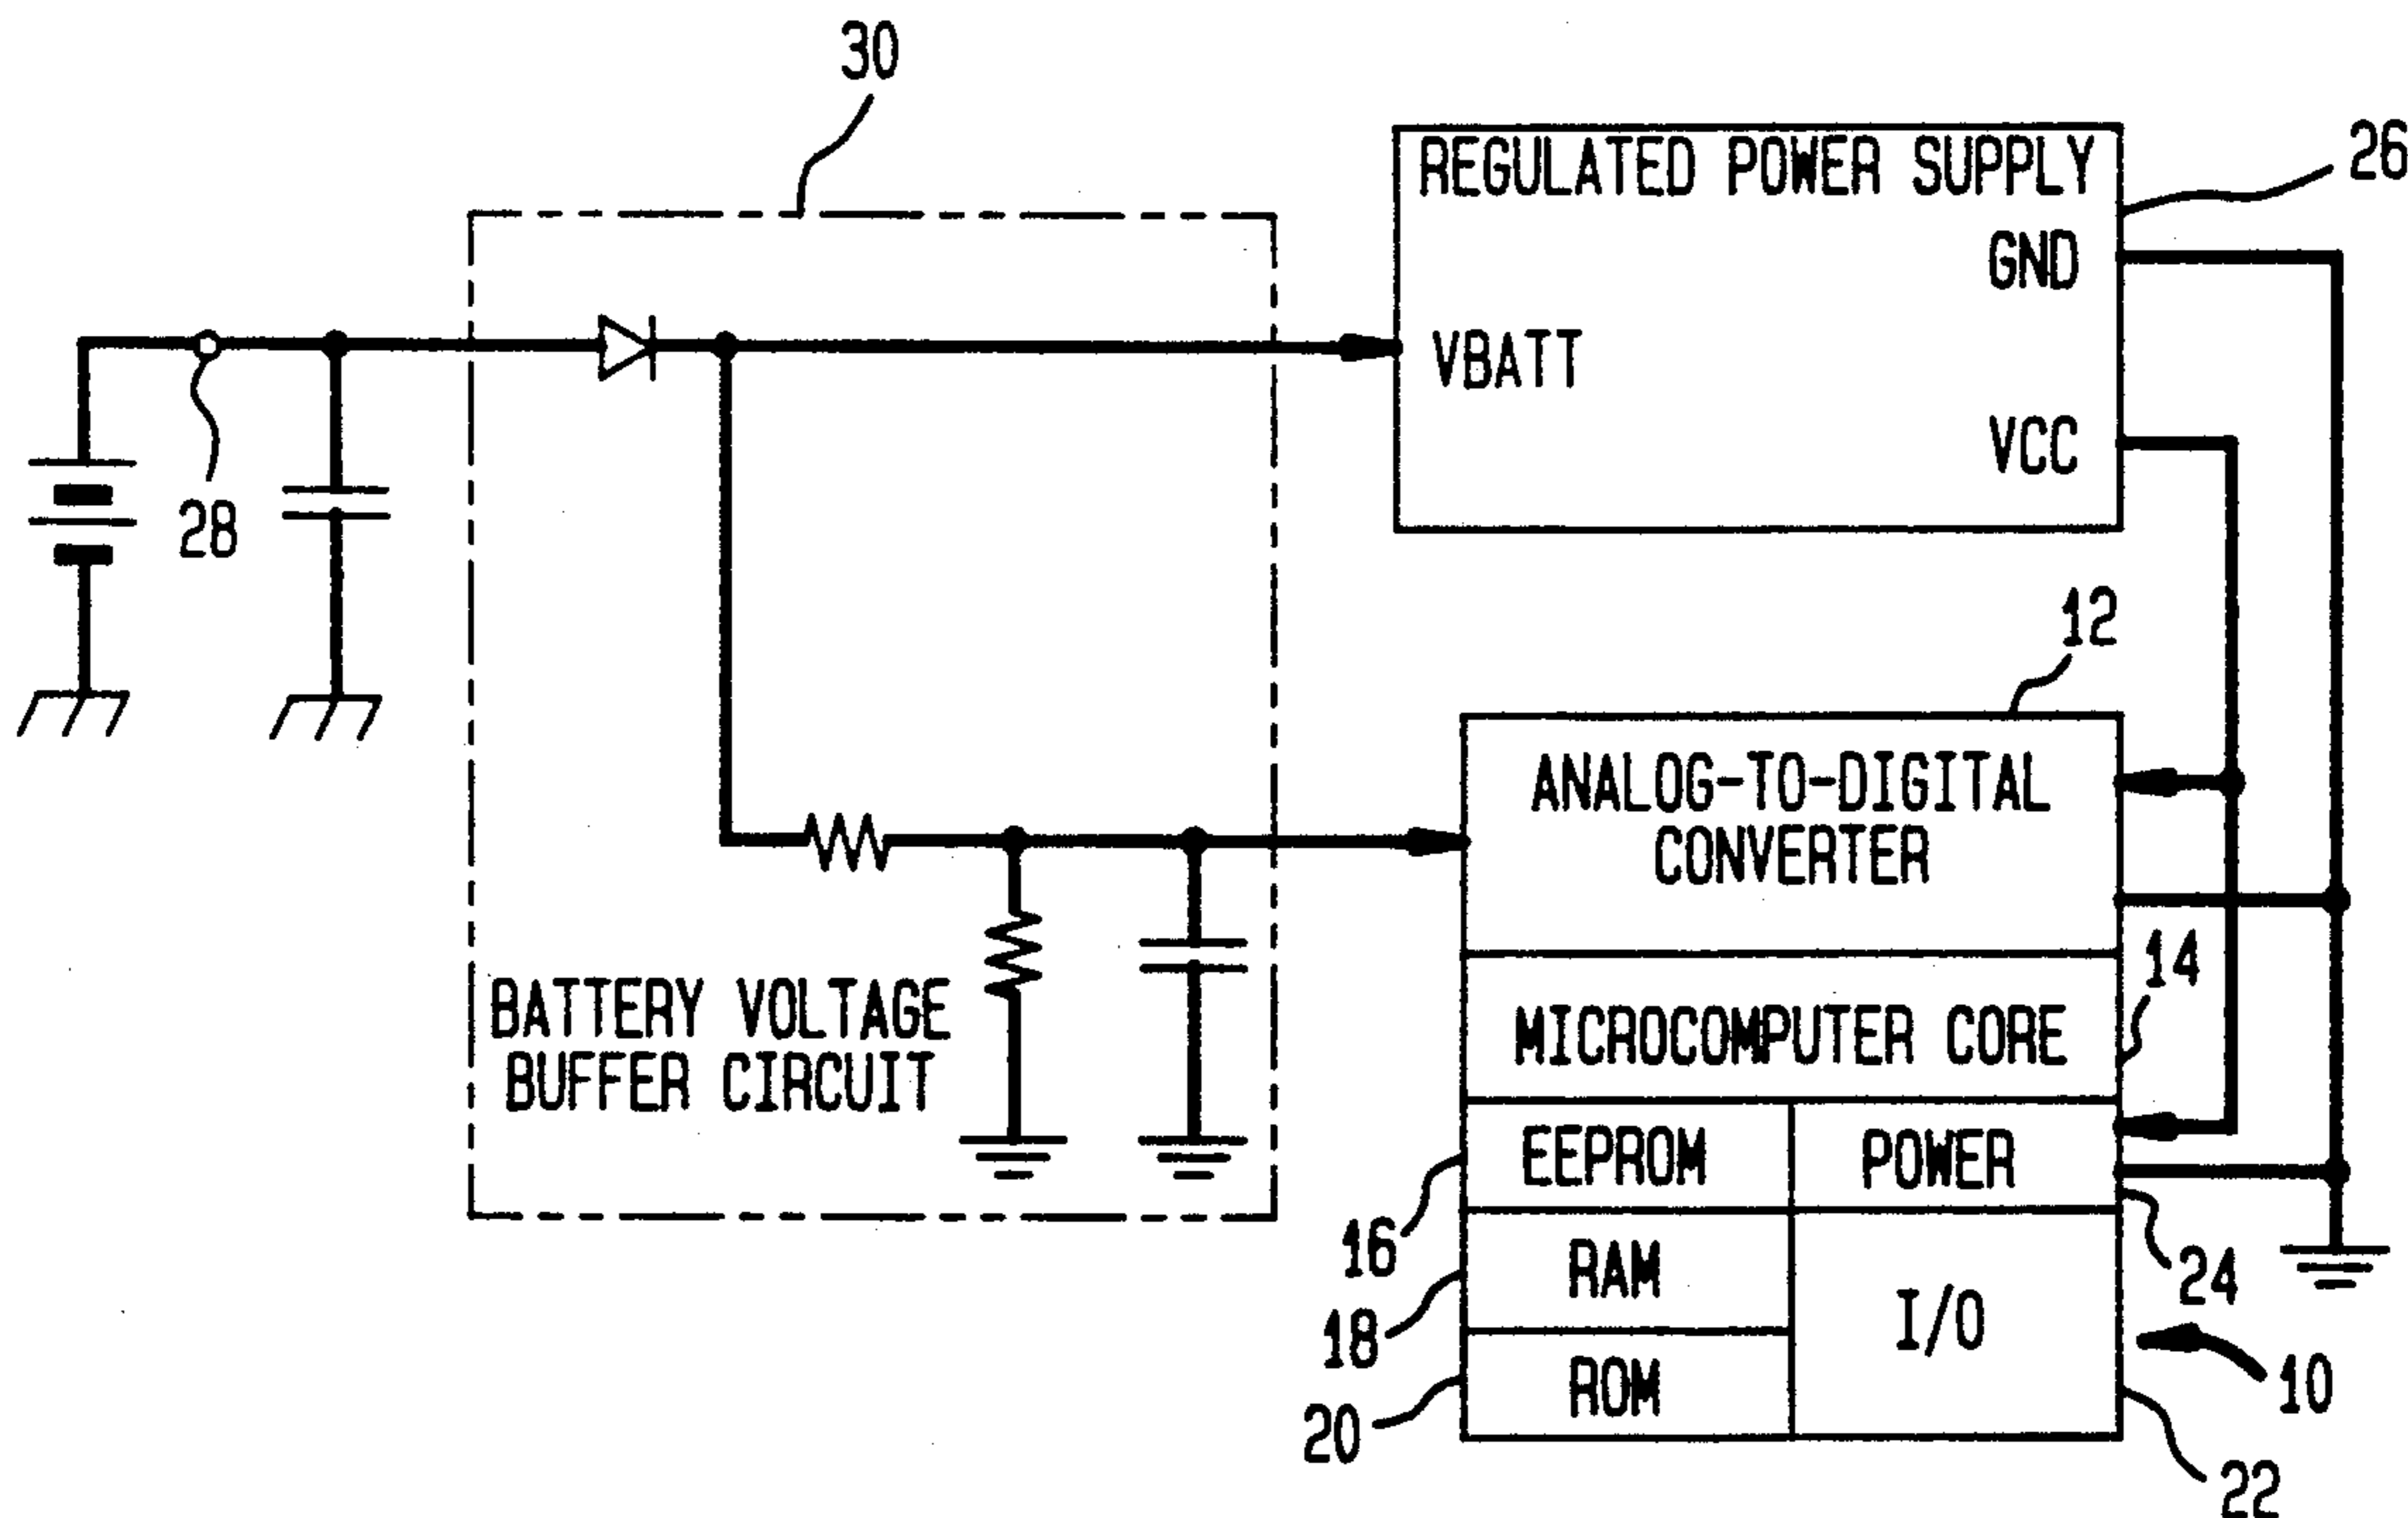 30
REGULATED POWER SUPPLY
26
GND
VBATT
VCC
28
12
ANALOG-TO-DIGITAL
CONVERTER
14
BATTERY VOLTAGE
BUFFER CIRCUIT
MICROCOMPUTER CORE
EEPROM
POWER
16
RAM
24
18
I/O
ROM
10
20
22